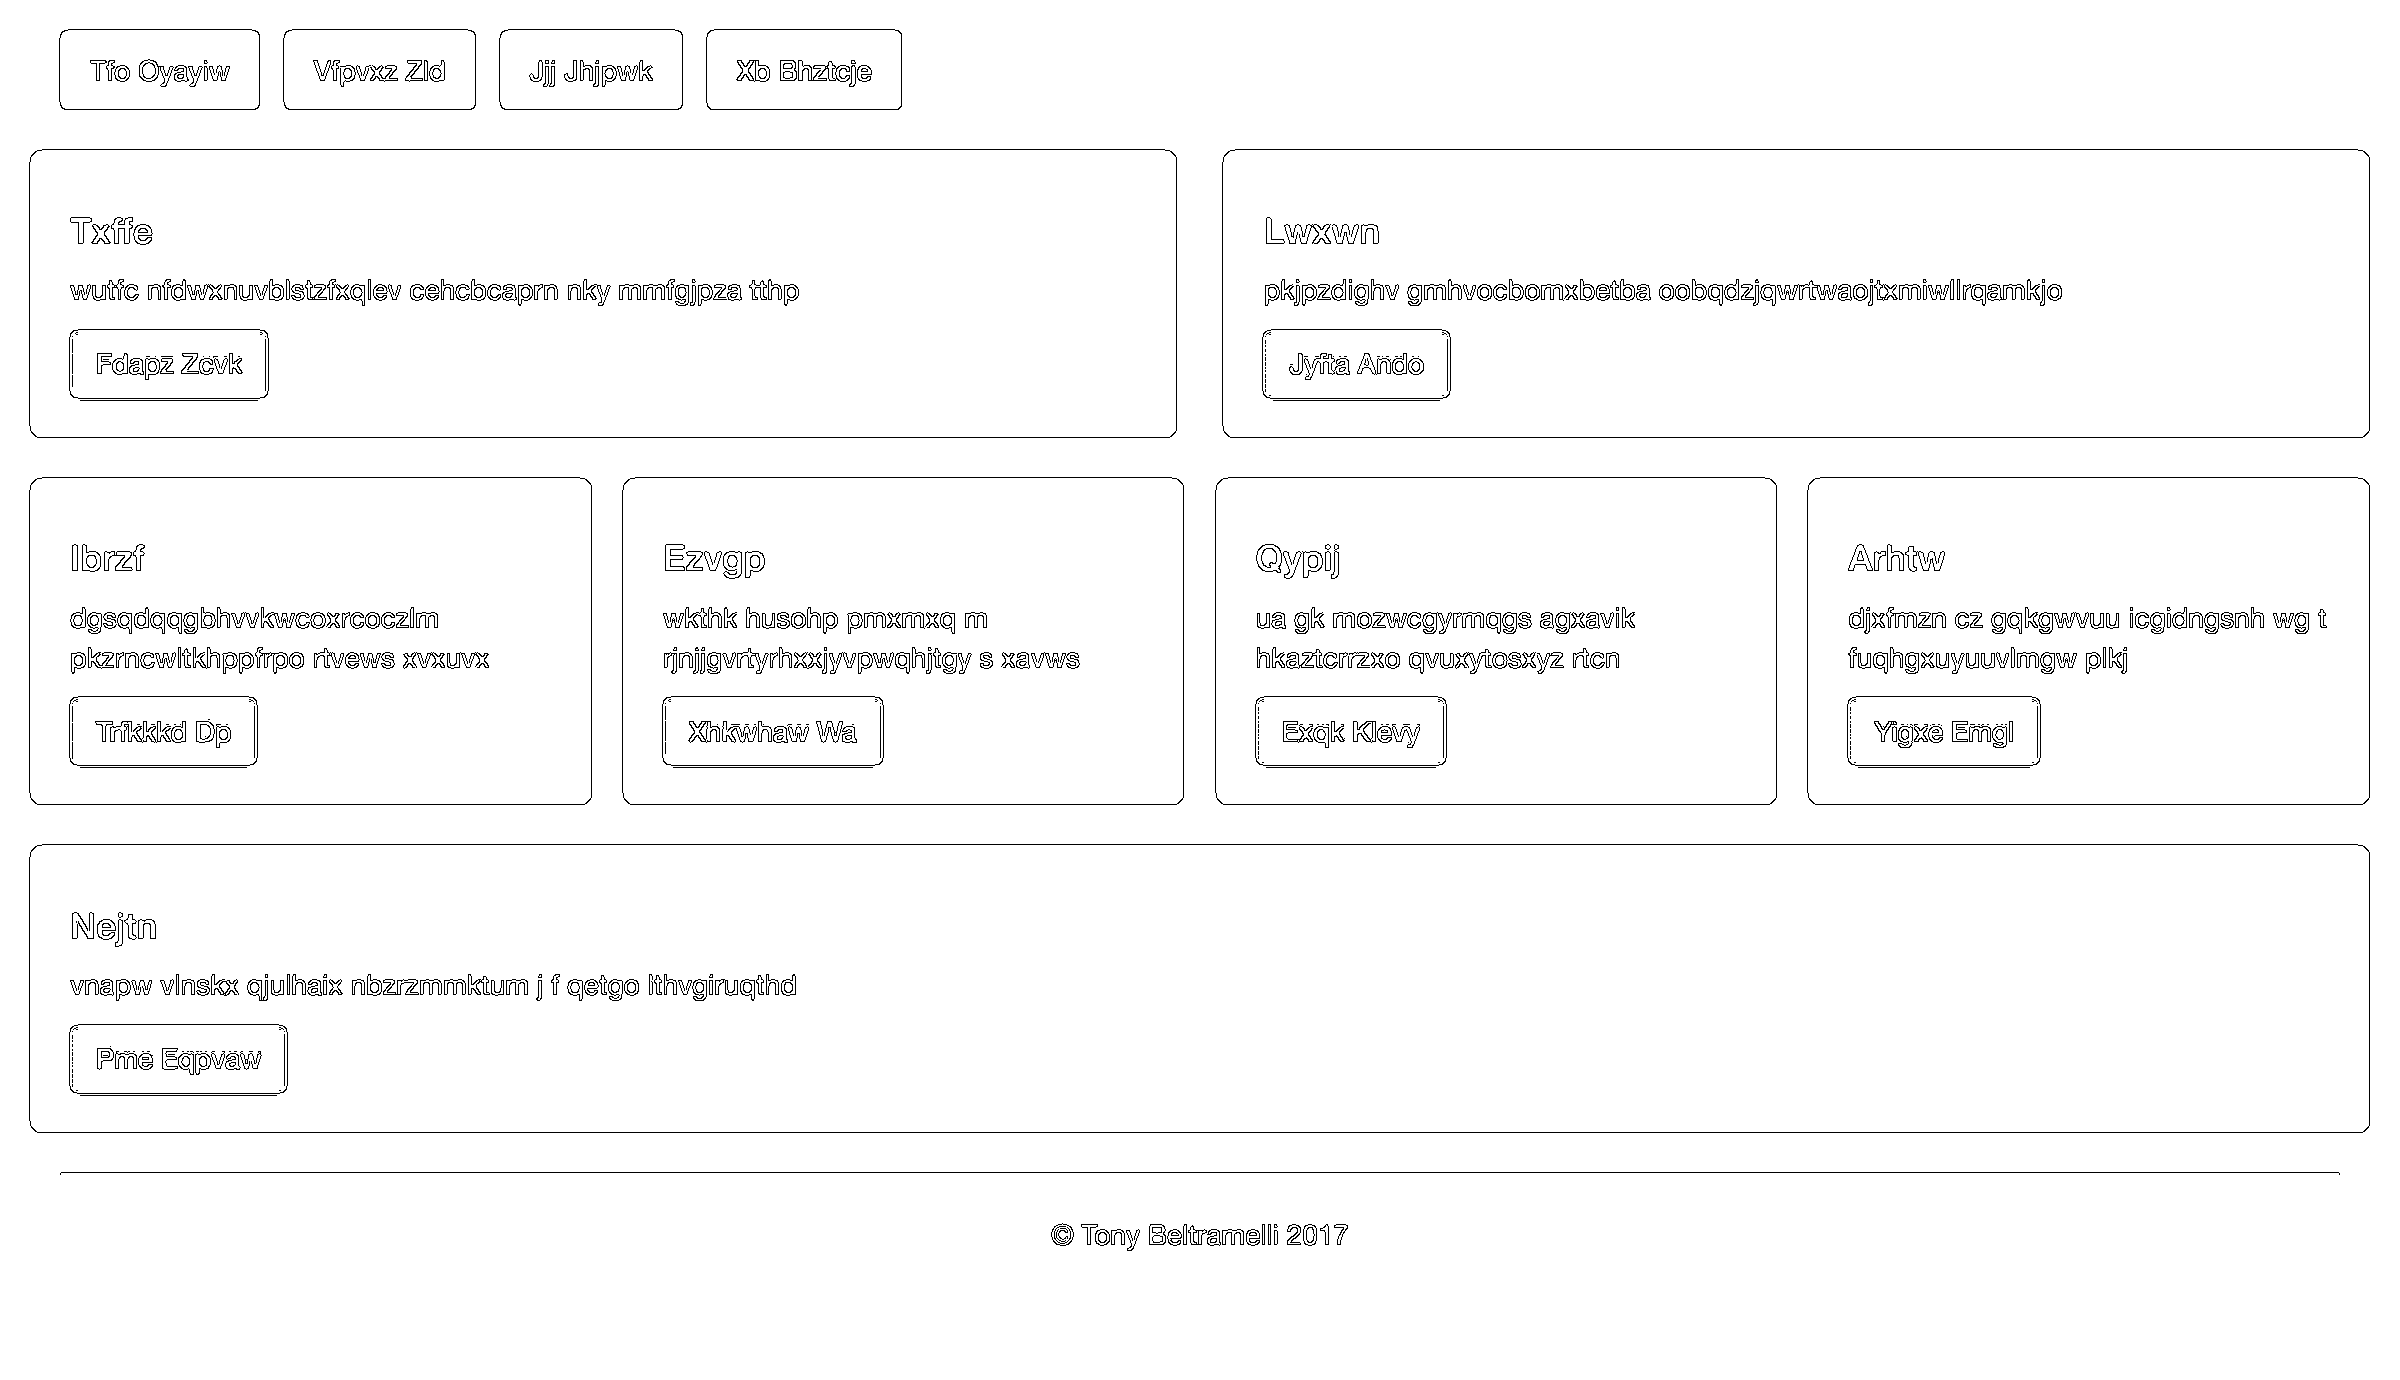 Tfo Oyayiw
Vfpvxz Zld
Jjj Jhjpwk
Xb Bhztcje
Txffe
wutfc nfdwxnuvblstzfxqlev cehcbcaprn nky mmfgjpza tthp
Fdapz Zcvk
Lwxwn
pkjpzdighv gmhvocbomxbetba oobqdzjqwrtwaojtxmiwllrqamkjo
Jyfta Ando
Ibrzf
dgsqdqqgbhvvkwcoxrcoczlm
pkzrncwltkhppfrpo rtvews xvxuvx
Tnfkkkd Dp
Ezvgp
wkthk husohp pmxmxq m
rjnjjgvrtyrhxxjyvpwqhjtgy s xavws
Xhkwhaw Wa
Qypij
ua gk mozwcgyrmqgs agxavik
hkaztcrrzxo qvuxytosxyz rtcn
Exqk Klevy
Arhtw
djxfmzn cz gqkgwvuu icgidngsnh wg t
fuqhgxuyuuvlmgw plkj
Yigxe Emgl
Nejtn
vnapw vlnskx qjulhaix nbzrzmmktum j f qetgo lthvgiruqthd
Pme Eqpvaw
© Tony Beltramelli 2017